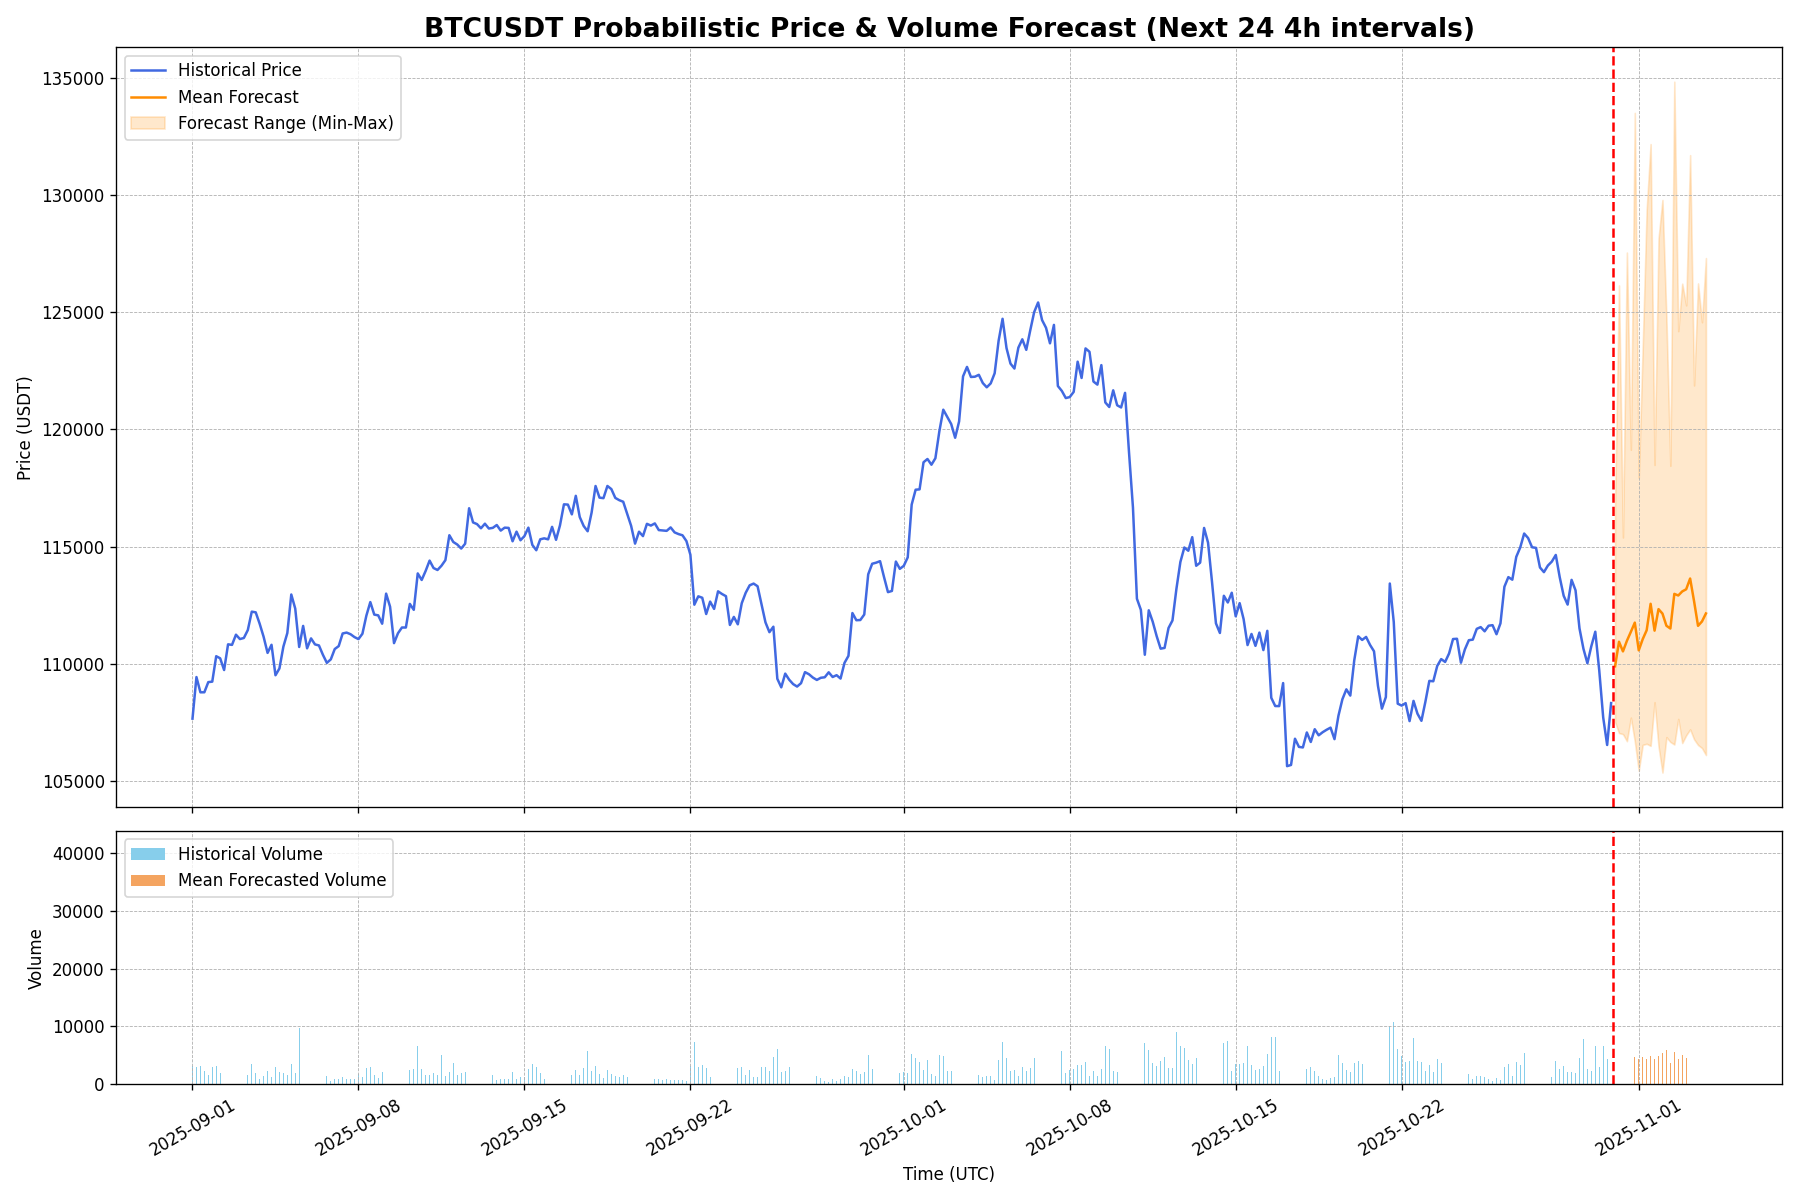 BTCUSDT Probabilistic Price & Volume Forecast (Next 24 4h intervals)
Historical Price
Mean Forecast
Forecast Range (Min-Max)
135000
130000
125000
120000
115000
110000
105000
Price (USDT)
Historical Volume
Mean Forecasted Volume
40000
30000
20000
10000
0
Volume
2025-09-01
2025-09-08
2025-09-15
2025-09-22
2025-10-01
2025-10-08
2025-10-15
2025-10-22
2025-11-01
Time (UTC)